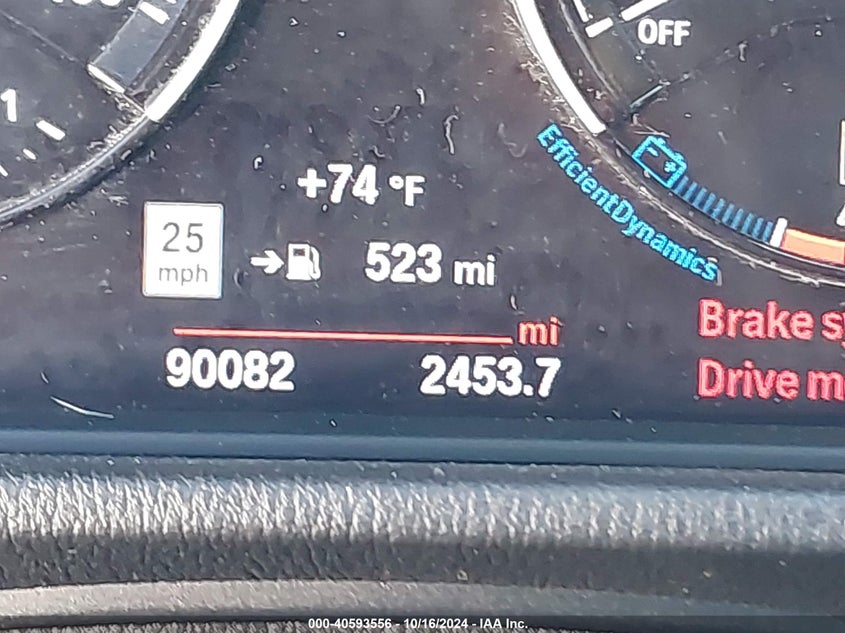 1
OFF
EfficientDynamics
+74 °F
25
mph
523 mi
mi
90082 2453.7
Brake
Drive
000-40593556 - 10/16/2024 - IAA Inc.